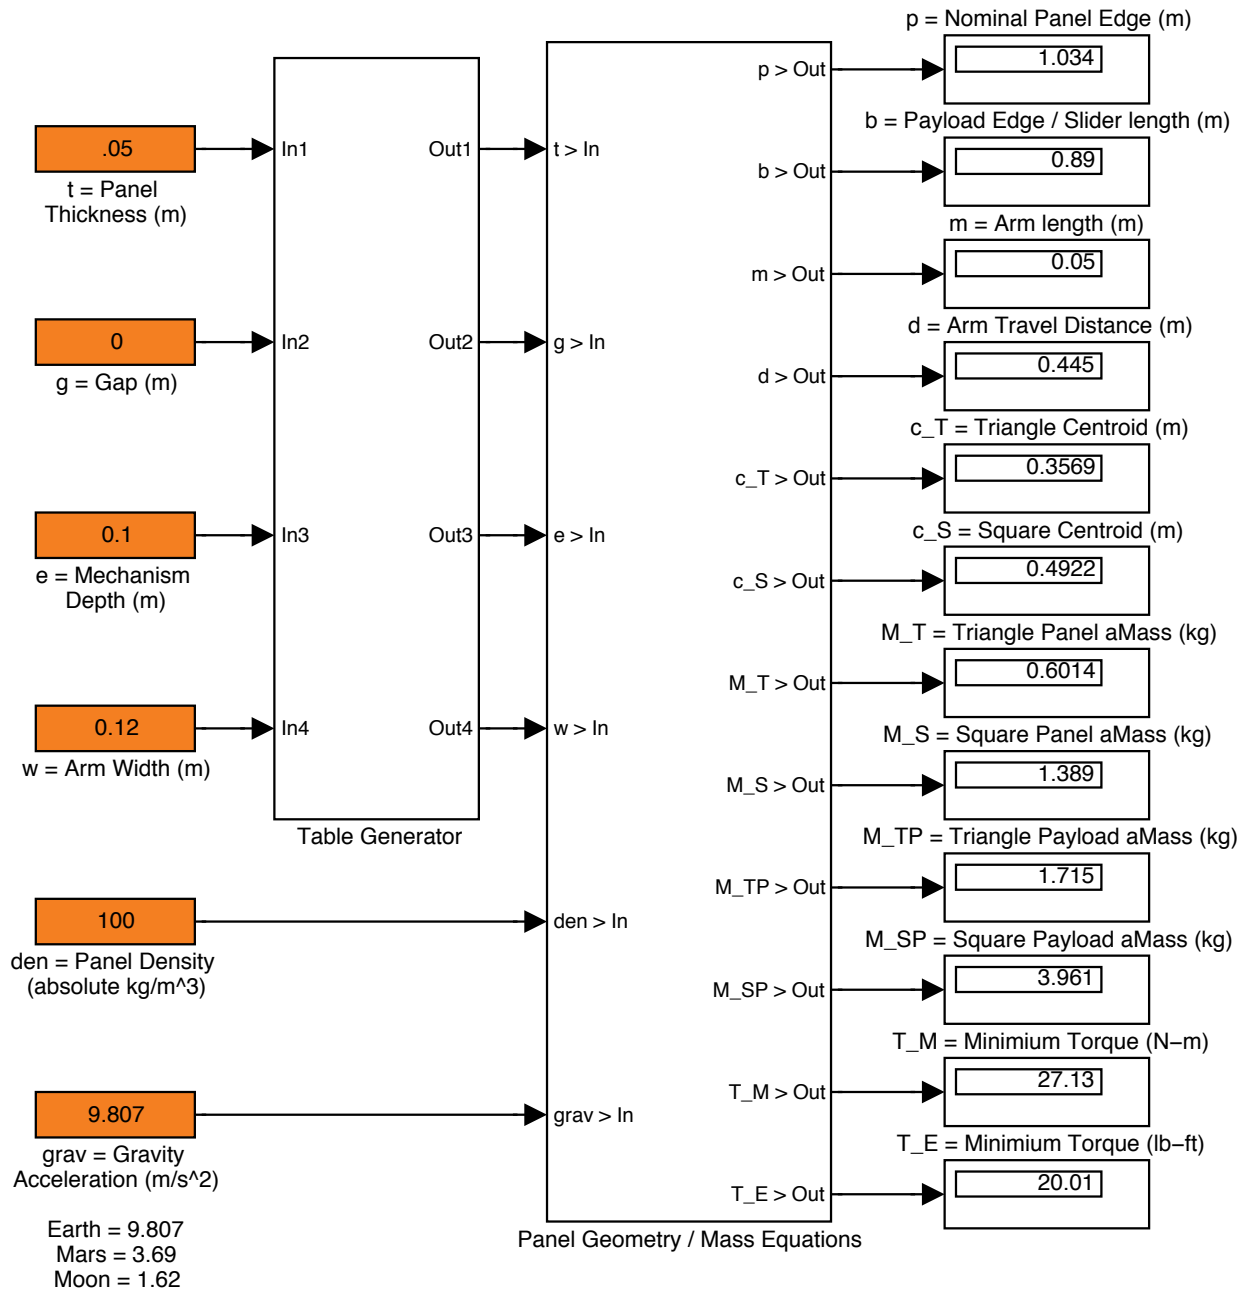 p = Nominal Panel Edge (m)
1.034
p > Out
b = Payload Edge / Slider length (m)
0.89
b > Out
m = Arm length (m)
0.05
m > Out
d = Arm Travel Distance (m)
0.445
d > Out
c_T = Triangle Centroid (m)
0.3569
c_T > Out
c_S = Square Centroid (m)
0.4922
c_S > Out
M_T = Triangle Panel aMass (kg)
0.6014
M_T > Out
M_S = Square Panel aMass (kg)
1.389
M_S > Out
M_TP = Triangle Payload aMass (kg)
1.715
M_TP > Out
M_SP = Square Payload aMass (kg)
3.961
M_SP > Out
T_M = Minimium Torque (N−m)
27.13
T_M > Out
T_E = Minimium Torque (lb−ft)
20.01
T_E > Out
.05
t = Panel
Thickness (m)
In1
Out1
t > In
0
g = Gap (m)
In2
Out2
g > In
0.1
e = Mechanism
Depth (m)
In3
Out3
e > In
0.12
w = Arm Width (m)
In4
Out4
w > In
Table Generator
100
den = Panel Density
(absolute kg/m^3)
den > In
9.807
grav = Gravity
Acceleration (m/s^2)
grav > In
Earth = 9.807
Mars = 3.69
Moon = 1.62
Panel Geometry / Mass Equations